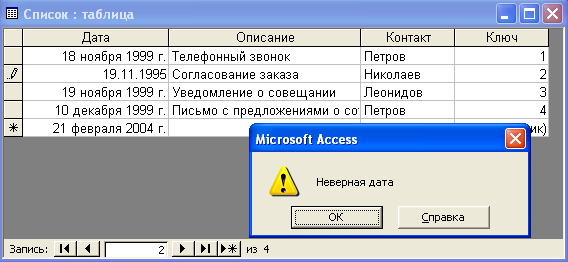 Список : таблица
Дата Описание Контакт Ключ
18 ноября 1999 г. Телефонный звонок Петров 1
19.11.1995 Согласование заказа Николаев 2
19 ноября 1999 г. Уведомление о совещании Леонидов 3
10 декабря 1999 г. Письмо с предложениями о сот Петров 4
21 февраля 2004 г. ик)
Microsoft Access
Неверная дата
ОК Справка
Запись: 2 из 4